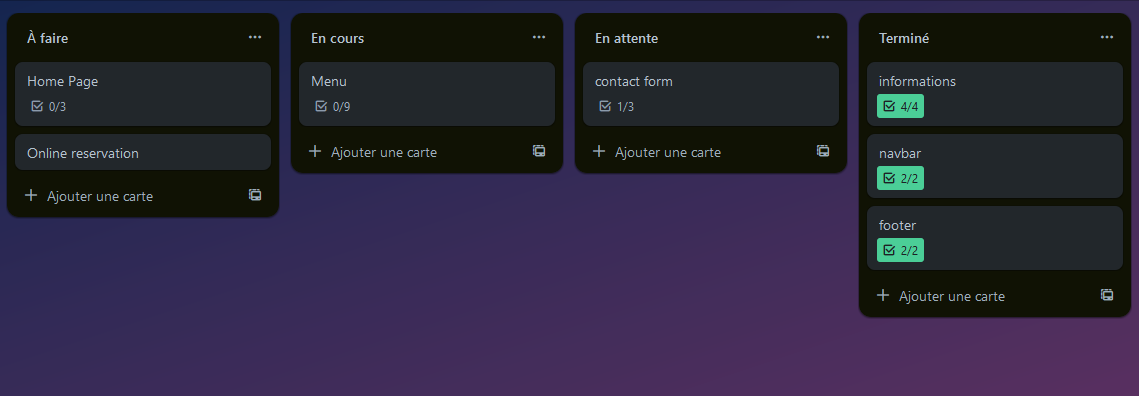 À faire
Home Page
0/3
Online reservation
Ajouter une carte
En cours
Menu
0/9
Ajouter une carte
En attente
contact form
1/3
Ajouter une carte
Terminé
informations
4/4
navbar
2/2
footer
2/2
Ajouter une carte